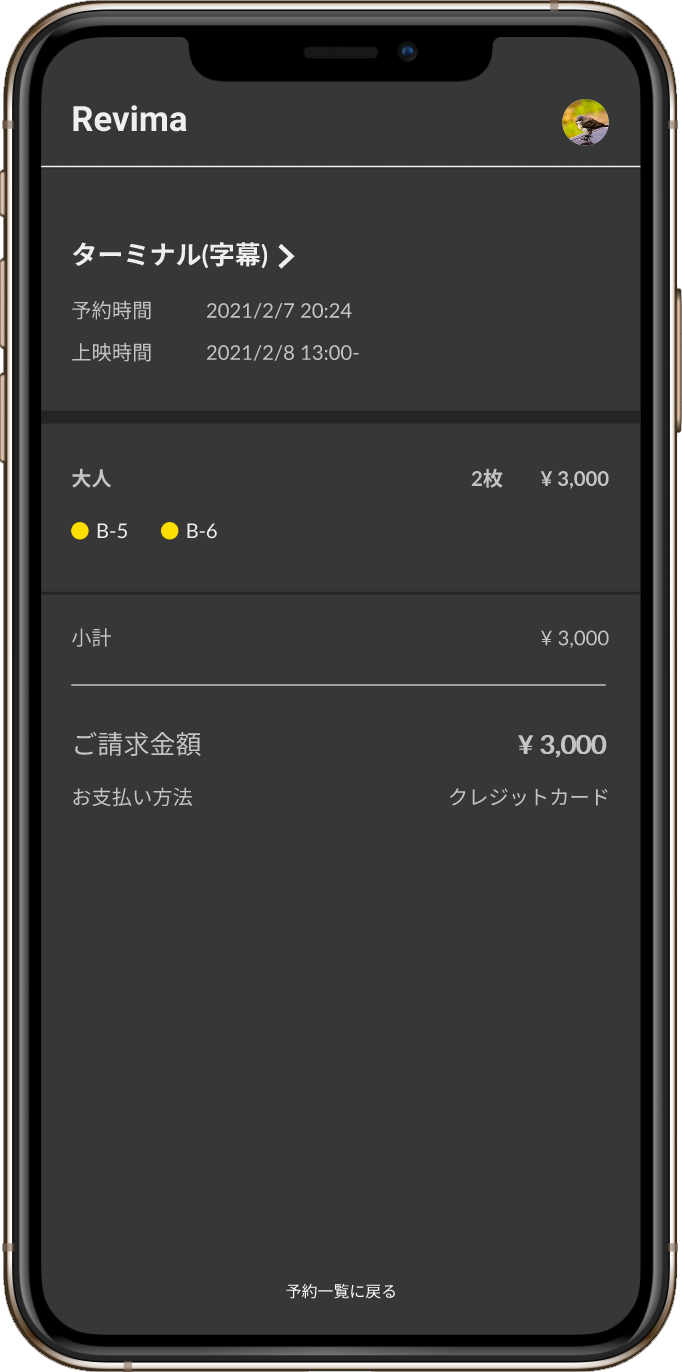 Revima
ターミナル(字幕)
予約時間 2021/2/7 20:24
上映時間 2021/2/8 13:00-
大人 2枚 ¥ 3,000
B-5 B-6
小計 ¥ 3,000
ご請求金額 ¥ 3,000
お支払い方法 クレジットカード
予約一覧に戻る